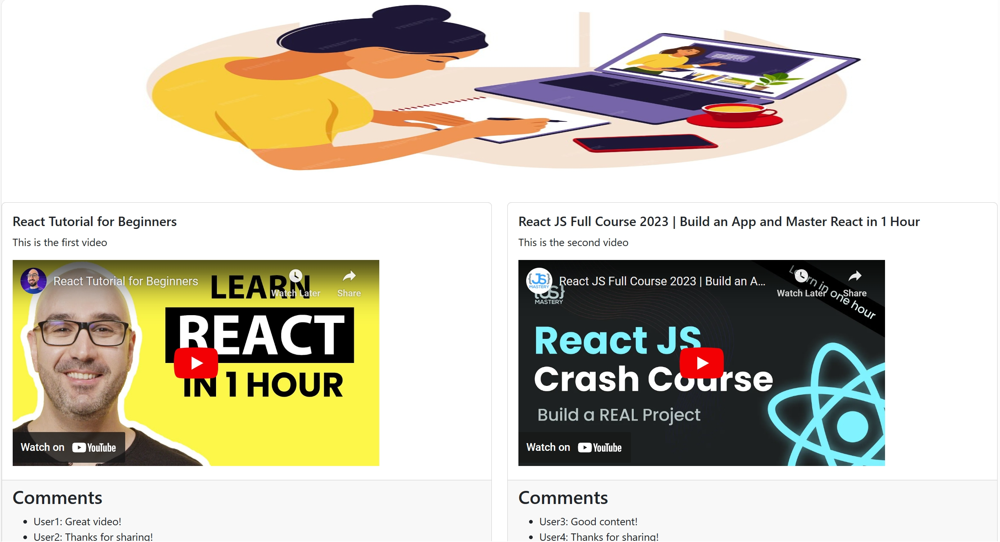 FREEPIK
React Tutorial for Beginners
This is the first video
React Tutorial for Beginners
Watch Later
Share
LEARN
REACT
IN 1 HOUR
Watch on YouTube
Comments
User1: Great video!
User2: Thanks for sharing!
React JS Full Course 2023 | Build an App and Master React in 1 Hour
This is the second video
{JS}
MASTERY
React JS Full Course 2023 | Build an A...
Watch Later
Share
{JS}
MASTERY
Learn in one hour
React JS
Crash Course
Build a REAL Project
Watch on YouTube
Comments
User3: Good content!
User4: Thanks for sharing!